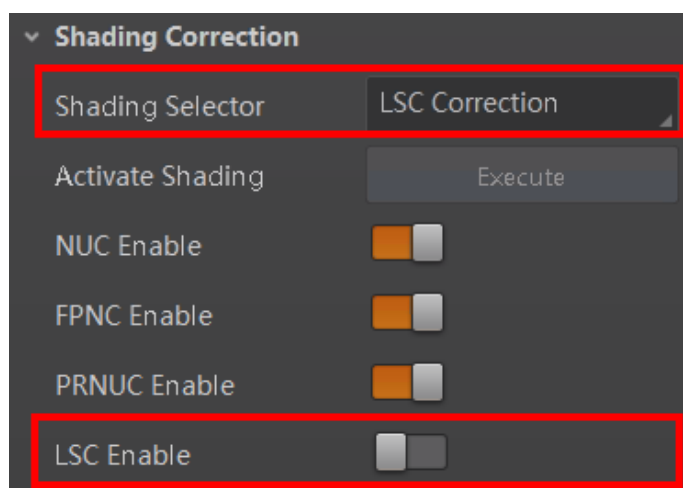 Shading Correction
Shading Selector LSC Correction
Activate Shading Execute
NUC Enable
FPNC Enable
PRNUC Enable
LSC Enable